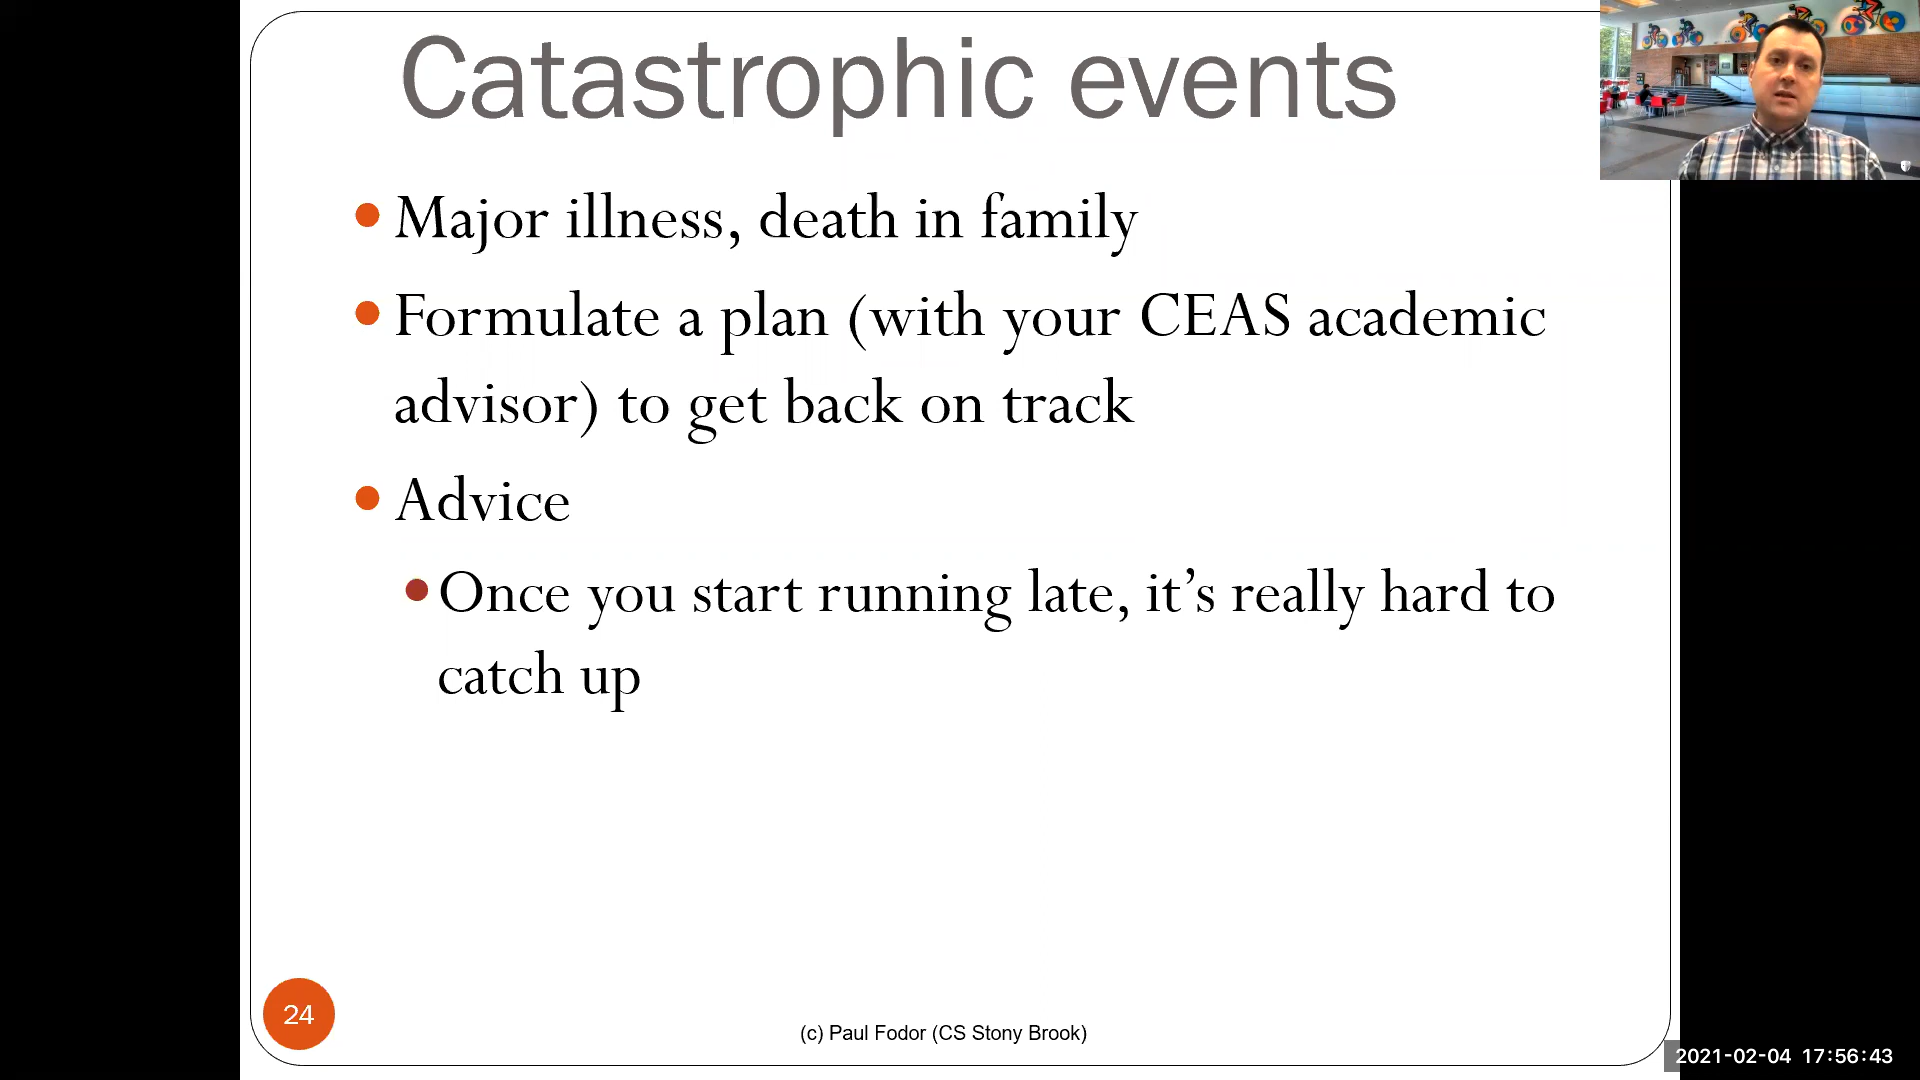 Catastrophic events
Major illness, death in family
Formulate a plan (with your CEAS academic
advisor) to get back on track
Advice
Once you start running late, it’s really hard to
catch up
24
(c) Paul Fodor (CS Stony Brook)
2021-02-04 17:56:43